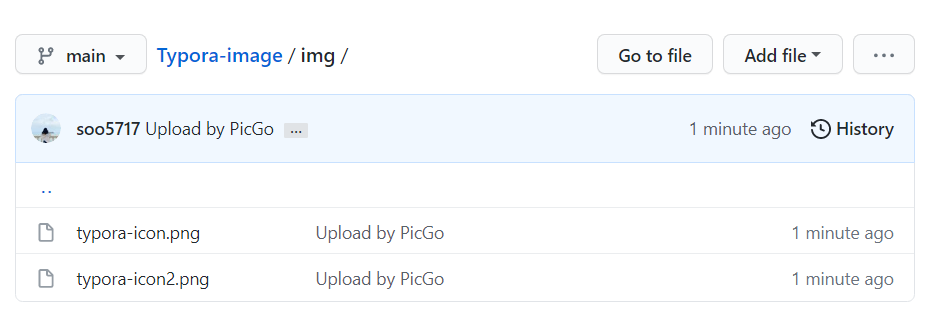 main Typora-image / img / Go to file Add file ...
soo5717 Upload by PicGo ... 1 minute ago History
..
typora-icon.png Upload by PicGo 1 minute ago
typora-icon2.png Upload by PicGo 1 minute ago